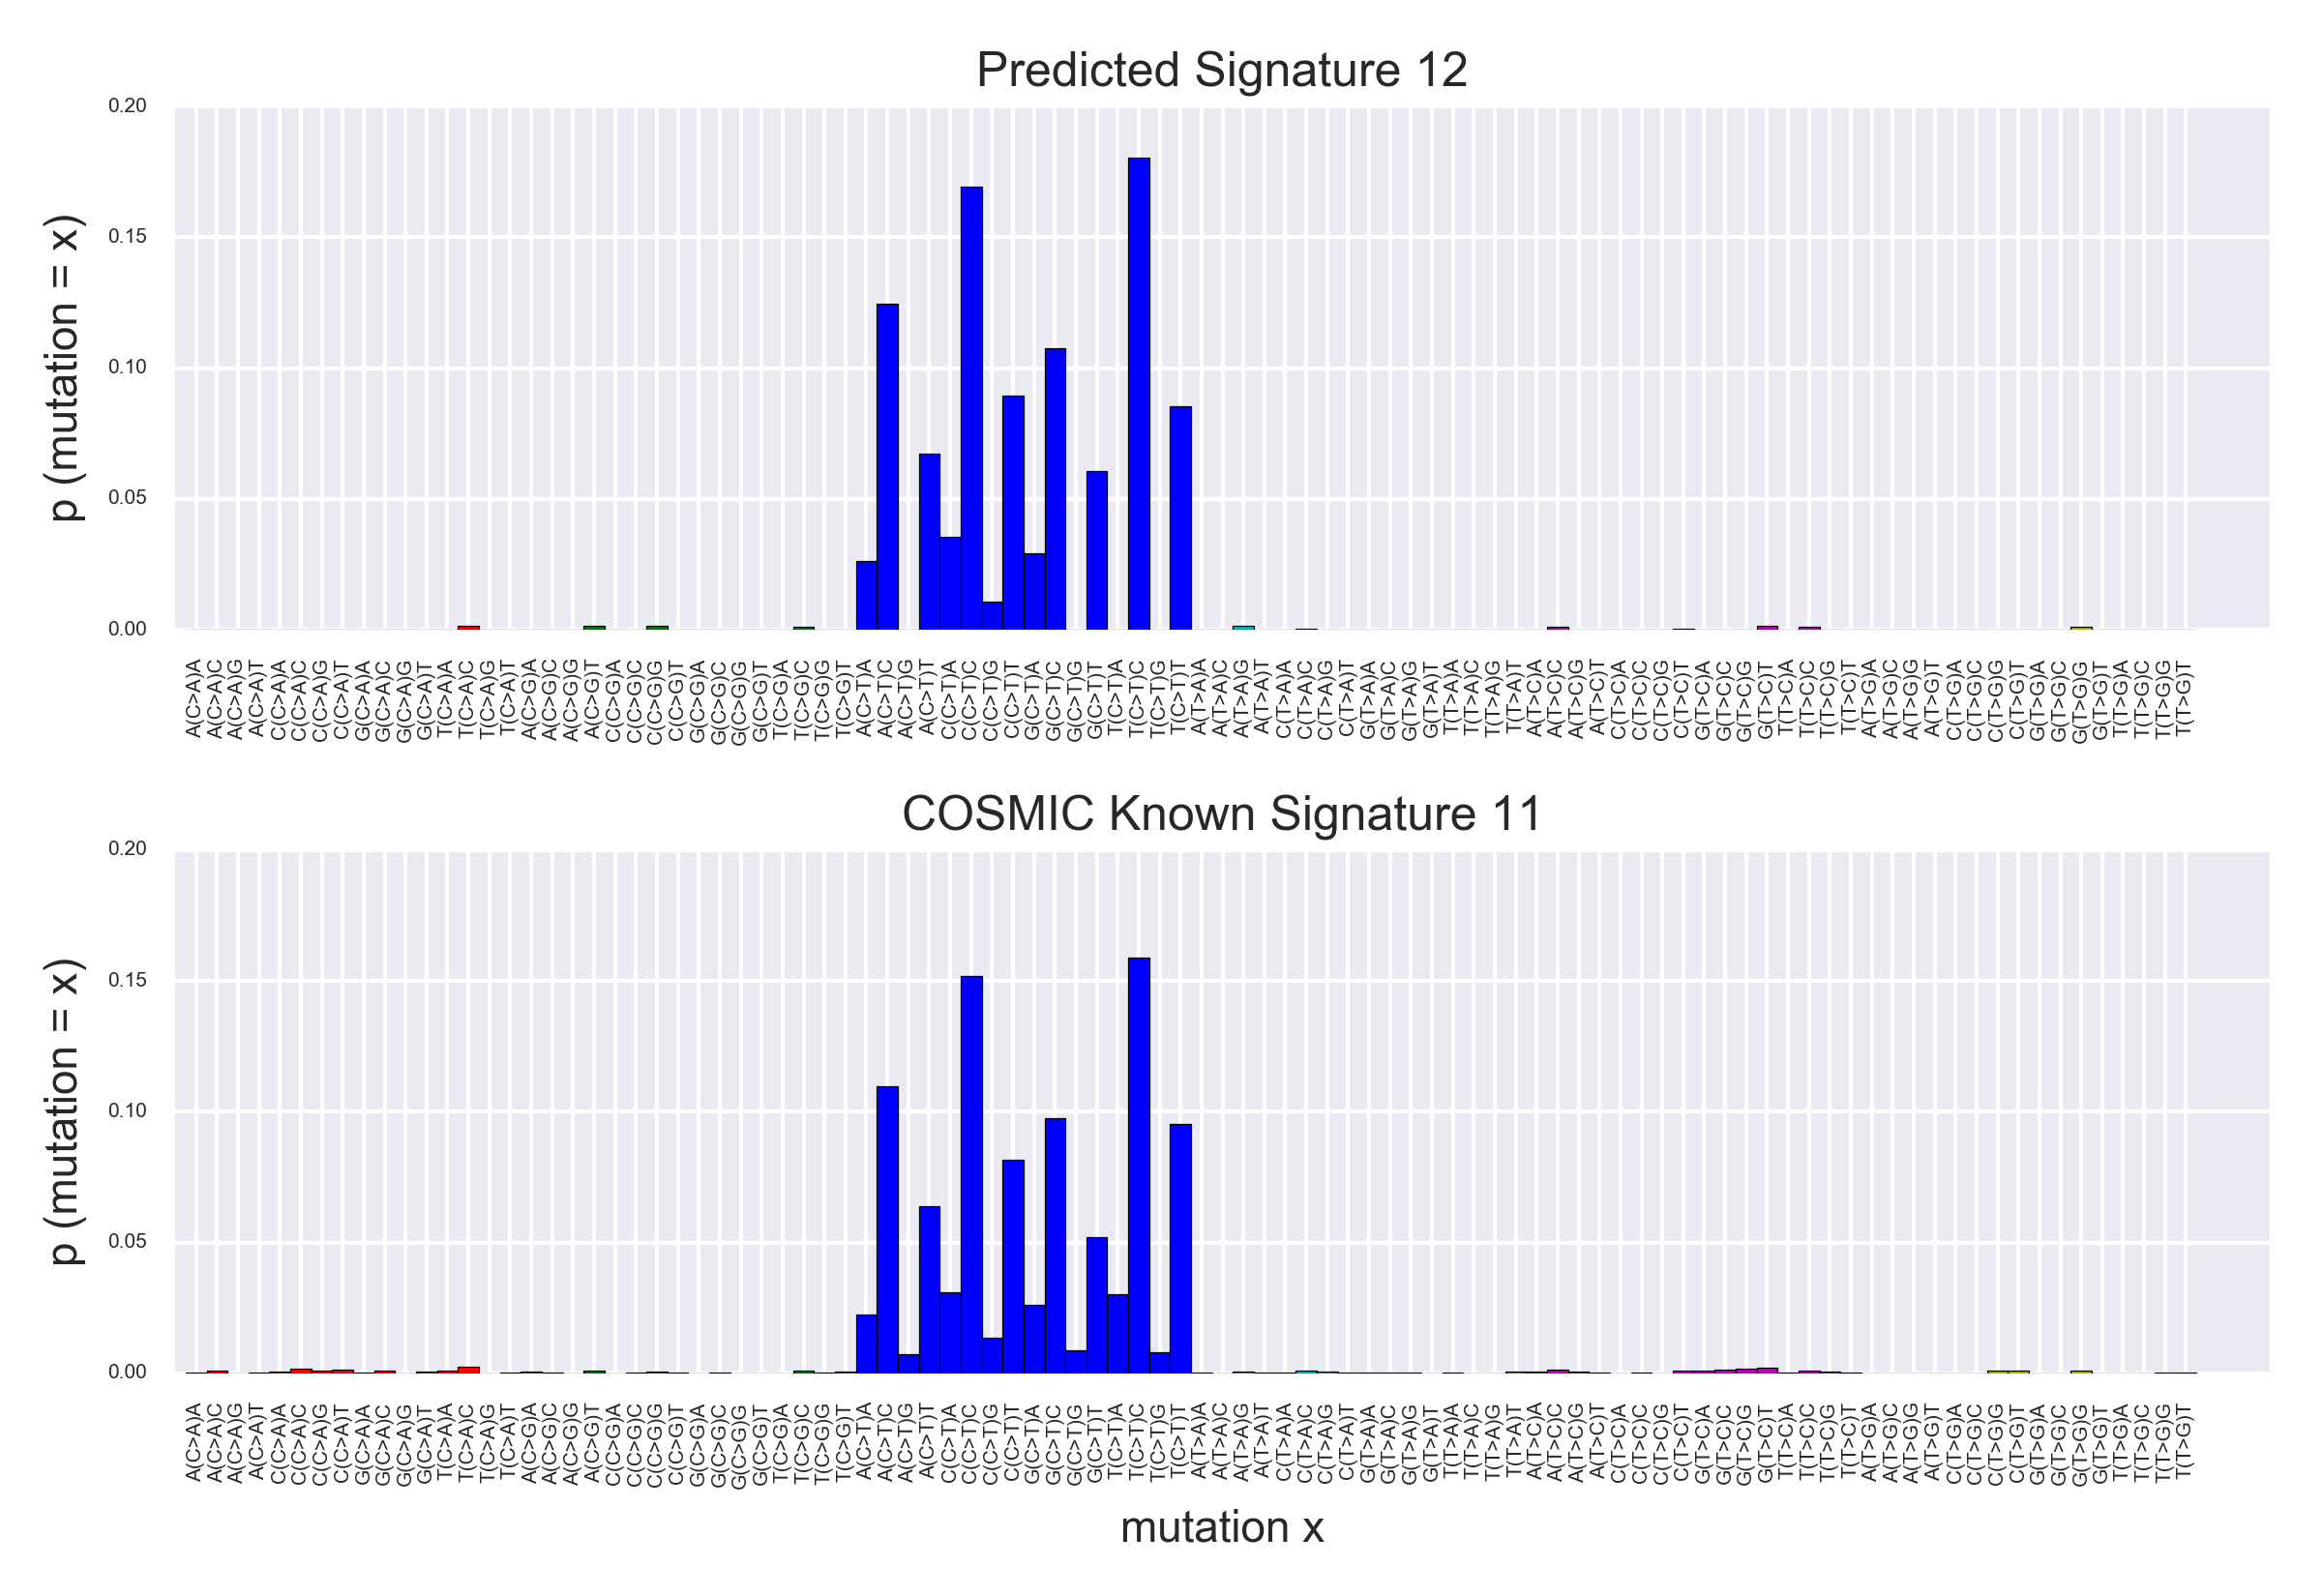 Predicted Signature 12
p (mutation = x)
0.20
0.15
0.10
0.05
0.00
A(C>A)A A(C>A)C A(C>A)G A(C>A)T C(C>A)A C(C>A)C C(C>A)G C(C>A)T G(C>A)A G(C>A)C G(C>A)G G(C>A)T T(C>A)A T(C>A)C T(C>A)G T(C>A)T A(C>G)A A(C>G)C A(C>G)G A(C>G)T C(C>G)A C(C>G)C C(C>G)G C(C>G)T G(C>G)A G(C>G)C G(C>G)G G(C>G)T T(C>G)A T(C>G)C T(C>G)G T(C>G)T A(C>T)A A(C>T)C A(C>T)G A(C>T)T C(C>T)A C(C>T)C C(C>T)G C(C>T)T G(C>T)A G(C>T)C G(C>T)G G(C>T)T T(C>T)A T(C>T)C T(C>T)G T(C>T)T A(T>A)A A(T>A)C A(T>A)G A(T>A)T C(T>A)A C(T>A)C C(T>A)G C(T>A)T G(T>A)A G(T>A)C G(T>A)G G(T>A)T T(T>A)A T(T>A)C T(T>A)G T(T>A)T A(T>C)A A(T>C)C A(T>C)G A(T>C)T C(T>C)A C(T>C)C C(T>C)G C(T>C)T G(T>C)A G(T>C)C G(T>C)G G(T>C)T T(T>C)A T(T>C)C T(T>C)G T(T>C)T A(T>G)A A(T>G)C A(T>G)G A(T>G)T C(T>G)A C(T>G)C C(T>G)G C(T>G)T G(T>G)A G(T>G)C G(T>G)G G(T>G)T T(T>G)A T(T>G)C T(T>G)G T(T>G)T
COSMIC Known Signature 11
p (mutation = x)
0.20
0.15
0.10
0.05
0.00
A(C>A)A A(C>A)C A(C>A)G A(C>A)T C(C>A)A C(C>A)C C(C>A)G C(C>A)T G(C>A)A G(C>A)C G(C>A)G G(C>A)T T(C>A)A T(C>A)C T(C>A)G T(C>A)T A(C>G)A A(C>G)C A(C>G)G A(C>G)T C(C>G)A C(C>G)C C(C>G)G C(C>G)T G(C>G)A G(C>G)C G(C>G)G G(C>G)T T(C>G)A T(C>G)C T(C>G)G T(C>G)T A(C>T)A A(C>T)C A(C>T)G A(C>T)T C(C>T)A C(C>T)C C(C>T)G C(C>T)T G(C>T)A G(C>T)C G(C>T)G G(C>T)T T(C>T)A T(C>T)C T(C>T)G T(C>T)T A(T>A)A A(T>A)C A(T>A)G A(T>A)T C(T>A)A C(T>A)C C(T>A)G C(T>A)T G(T>A)A G(T>A)C G(T>A)G G(T>A)T T(T>A)A T(T>A)C T(T>A)G T(T>A)T A(T>C)A A(T>C)C A(T>C)G A(T>C)T C(T>C)A C(T>C)C C(T>C)G C(T>C)T G(T>C)A G(T>C)C G(T>C)G G(T>C)T T(T>C)A T(T>C)C T(T>C)G T(T>C)T A(T>G)A A(T>G)C A(T>G)G A(T>G)T C(T>G)A C(T>G)C C(T>G)G C(T>G)T G(T>G)A G(T>G)C G(T>G)G G(T>G)T T(T>G)A T(T>G)C T(T>G)G T(T>G)T
mutation x